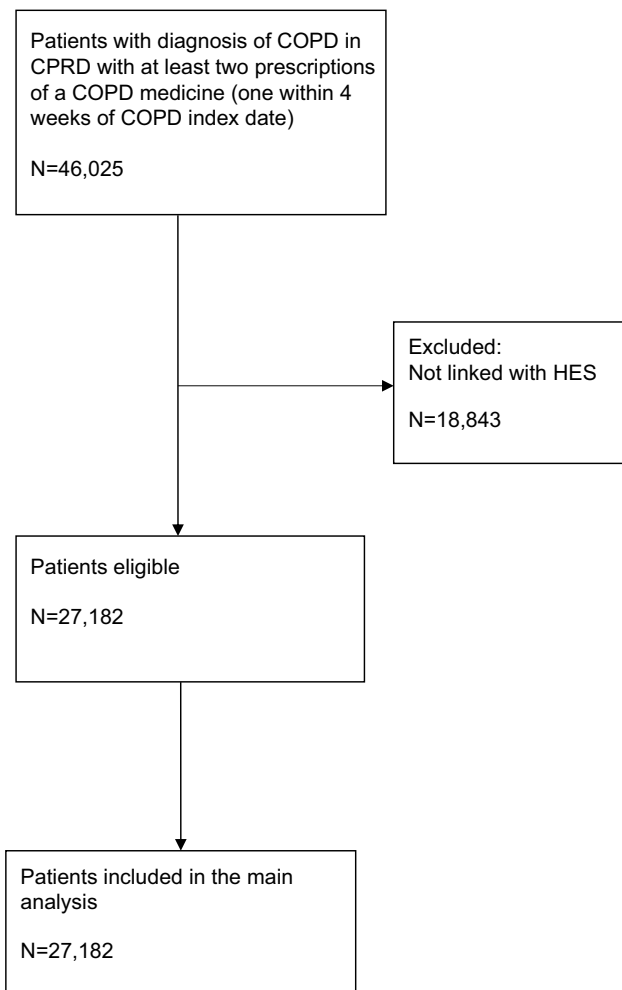 Patients with diagnosis of COPD in
CPRD with at least two prescriptions
of a COPD medicine (one within 4
weeks of COPD index date)
N=46,025
Excluded:
Not linked with HES
N=18,843
Patients eligible
N=27,182
Patients included in the main
analysis
N=27,182